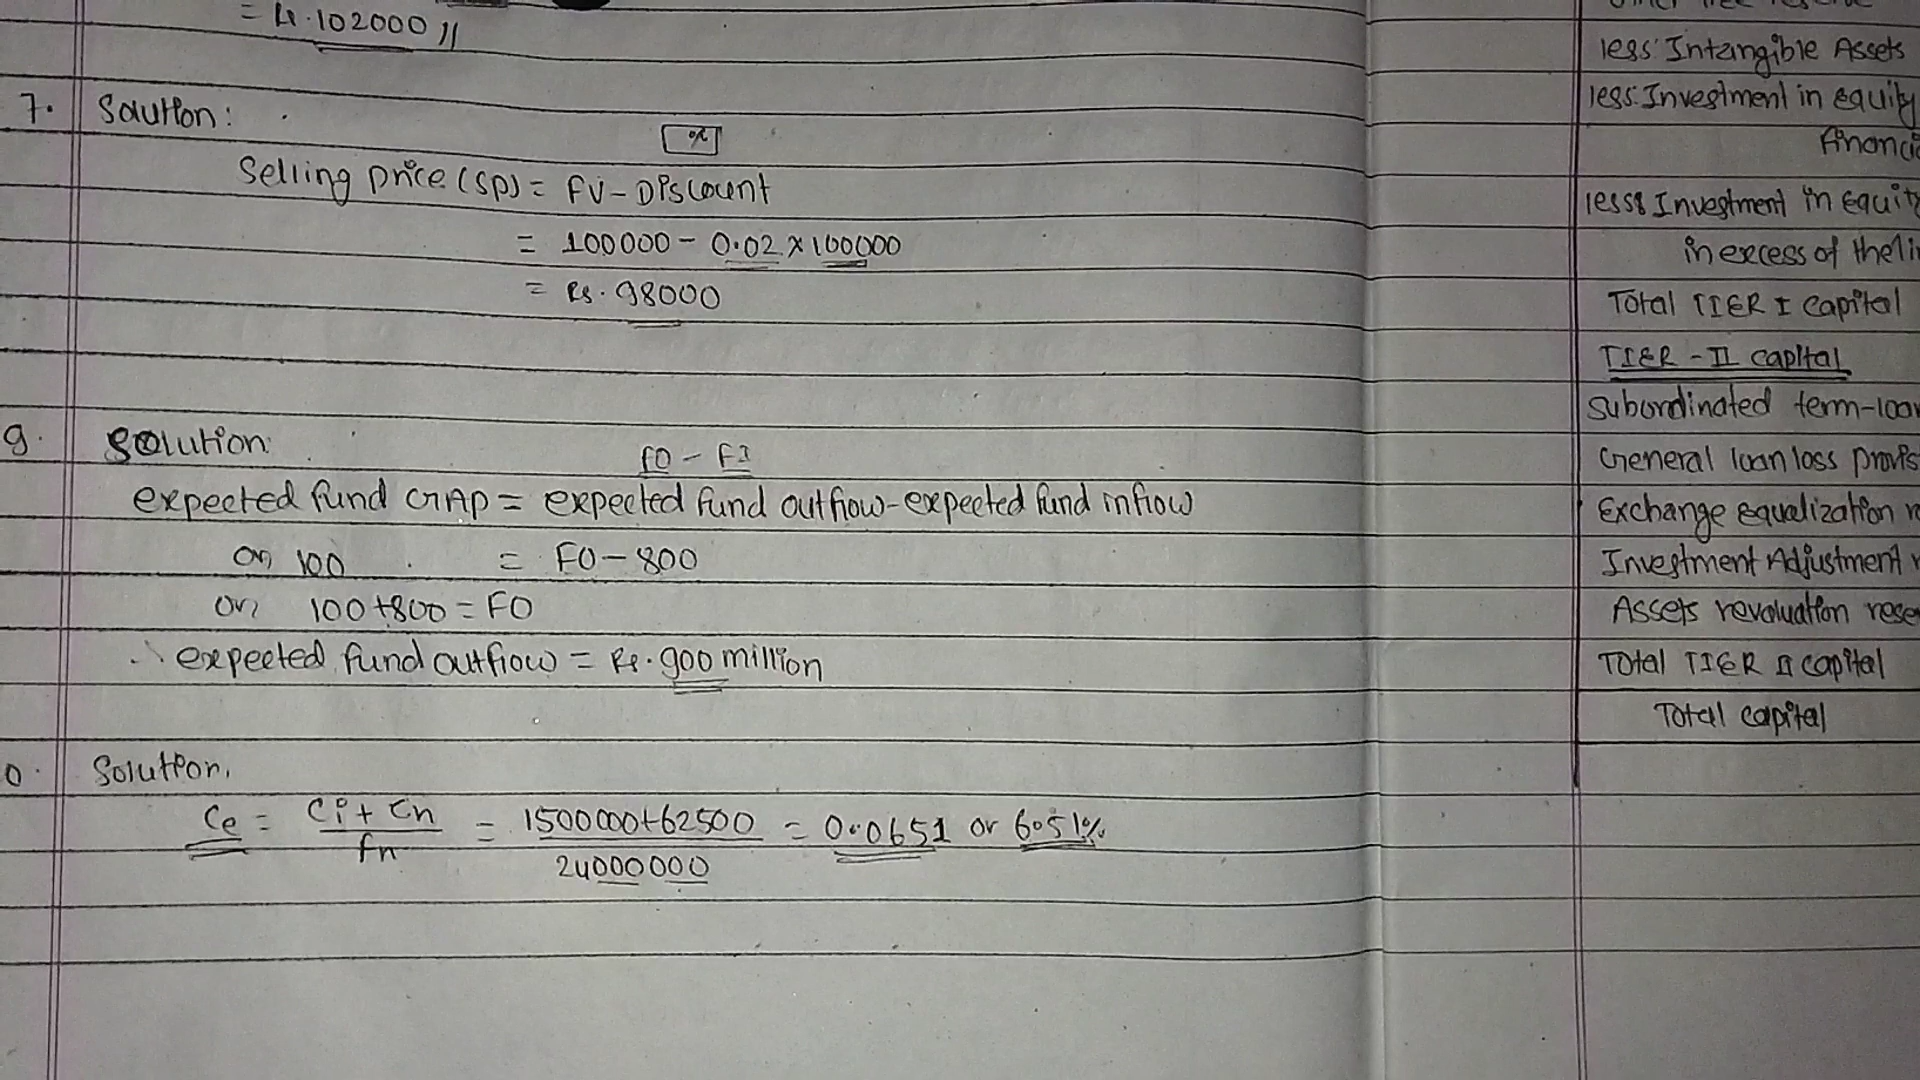 = Rs.102000 //
7. Solution:
or
Selling price (SP) = FV - Discount
= 100000 - 0.02 x 100000
= Rs. 98000
9. Solution:
FO - FI
expected fund GAP = expected fund outflow - expected fund inflow
or, 100 = FO - 800
or, 100+800 = FO
∴ expected fund outflow = Rs. 900 million
0. Solution,
Ce = Ci + Cn / fn = 1500000+62500 / 24000000 = 0.0651 or 6.51%
less: Intangible Assets
less: Investment in equity
financi
less: Investment in equity
in excess of the li
Total TIER I capital
TIER - II capital
Subordinated term-loan
General loan loss provis
Exchange equalization r
Investment Adjustment r
Assets revaluation rese
Total TIER II capital
Total capital